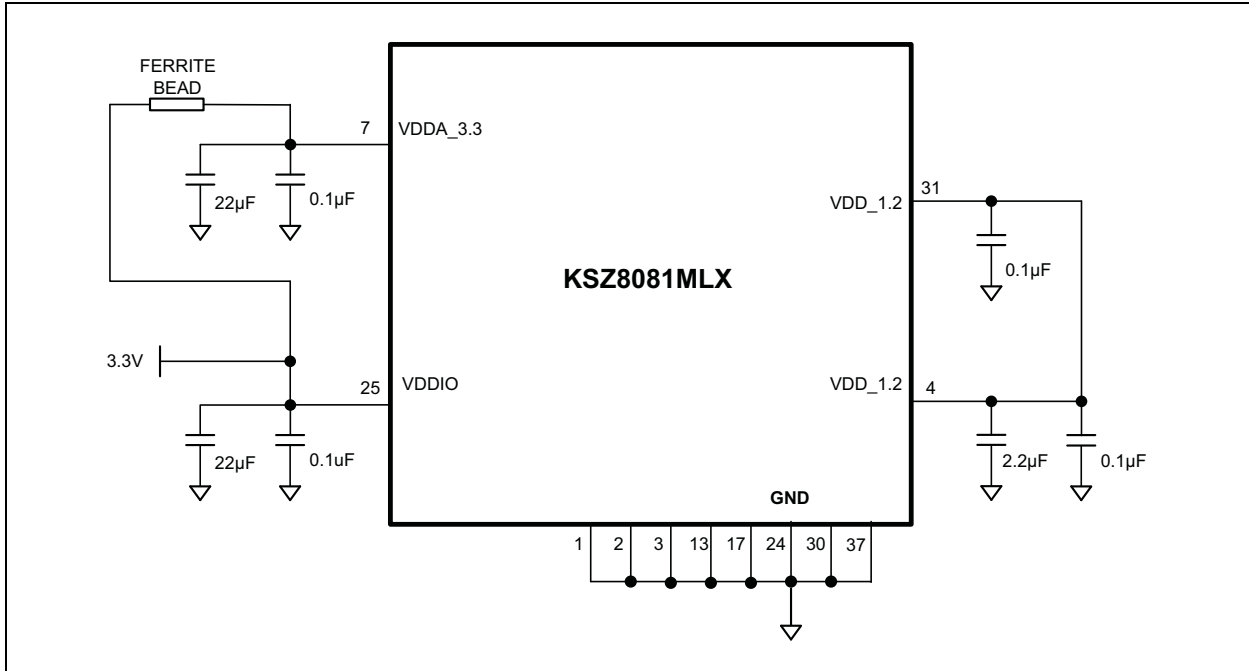 FERRITE
BEAD
7
VDDA_3.3
22µF
0.1µF
31
VDD_1.2
0.1µF
KSZ8081MLX
3.3V
25
VDDIO
VDD_1.2
4
22µF
0.1uF
2.2µF
0.1µF
GND
1 2 3 13 17 24 30 37